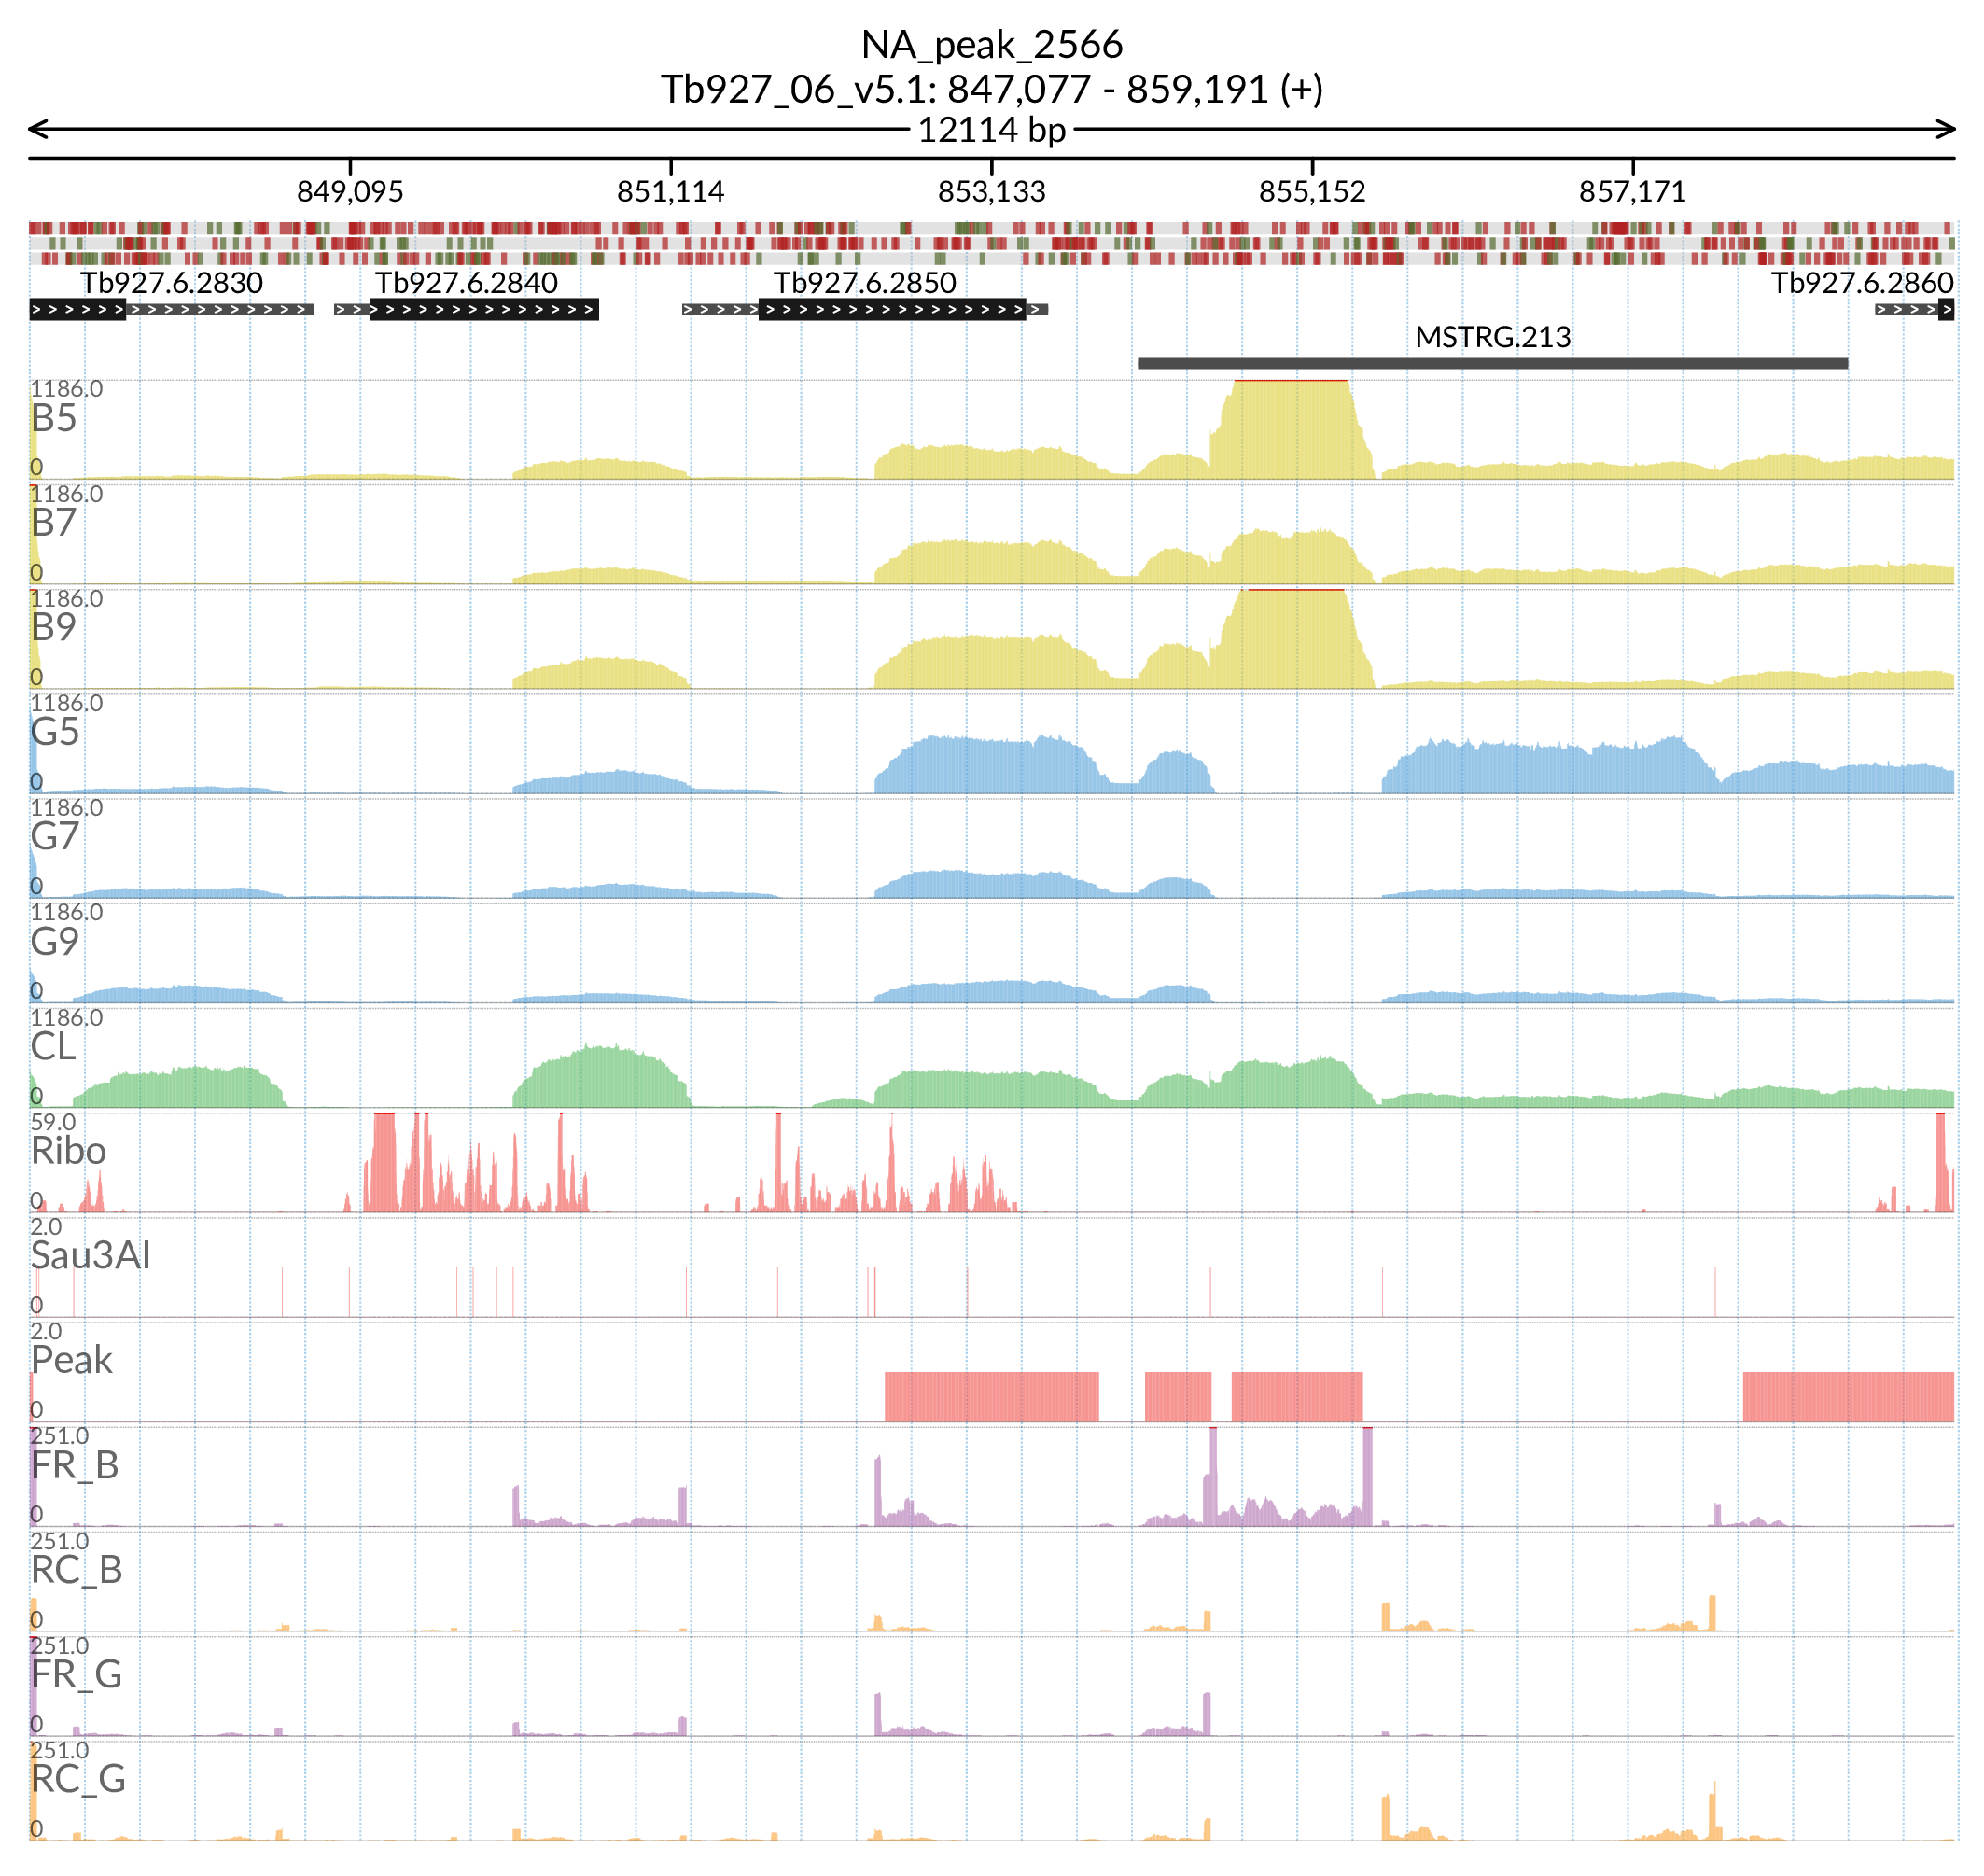 NA_peak_2566
Tb927_06_v5.1: 847,077 - 859,191 (+)
12114 bp
849,095 851,114 853,133 855,152 857,171
Tb927.6.2830 Tb927.6.2840 Tb927.6.2850 Tb927.6.2860
MSTRG.213
1186.0
B5
0
1186.0
B7
0
1186.0
B9
0
1186.0
G5
0
1186.0
G7
0
1186.0
G9
0
1186.0
CL
0
59.0
Ribo
0
2.0
Sau3AI
0
2.0
Peak
0
251.0
FR_B
0
251.0
RC_B
0
251.0
FR_G
0
251.0
RC_G
0